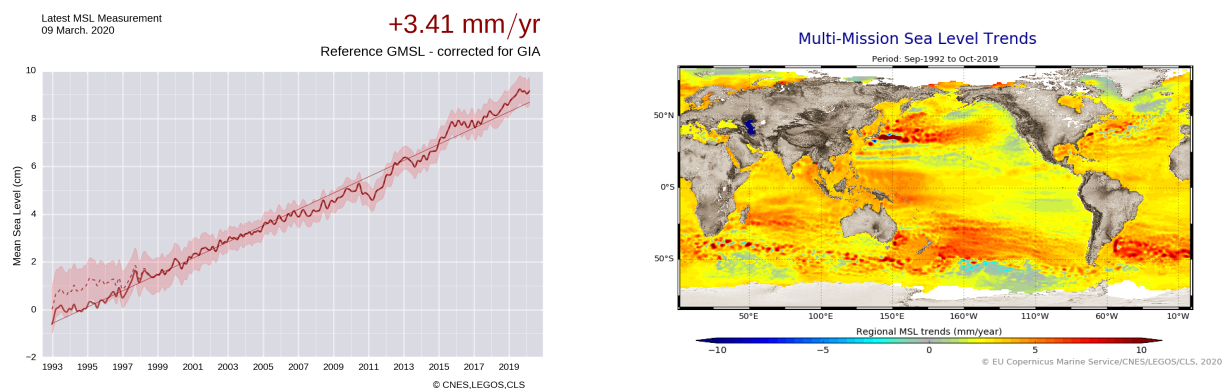 Latest MSL Measurement
09 March. 2020
+3.41 mm/yr
Reference GMSL - corrected for GIA
10
8
6
4
2
0
−2
Mean Sea Level (cm)
1993 1995 1997 1999 2001 2003 2005 2007 2009 2011 2013 2015 2017 2019
© CNES,LEGOS,CLS
Multi-Mission Sea Level Trends
Period: Sep-1992 to Oct-2019
50°N
0°S
50°S
50°E 100°E 150°E 160°W 110°W 60°W 10°W
Regional MSL trends (mm/year)
−10 −5 0 5 10
© EU Copernicus Marine Service/CNES/LEGOS/CLS, 2020